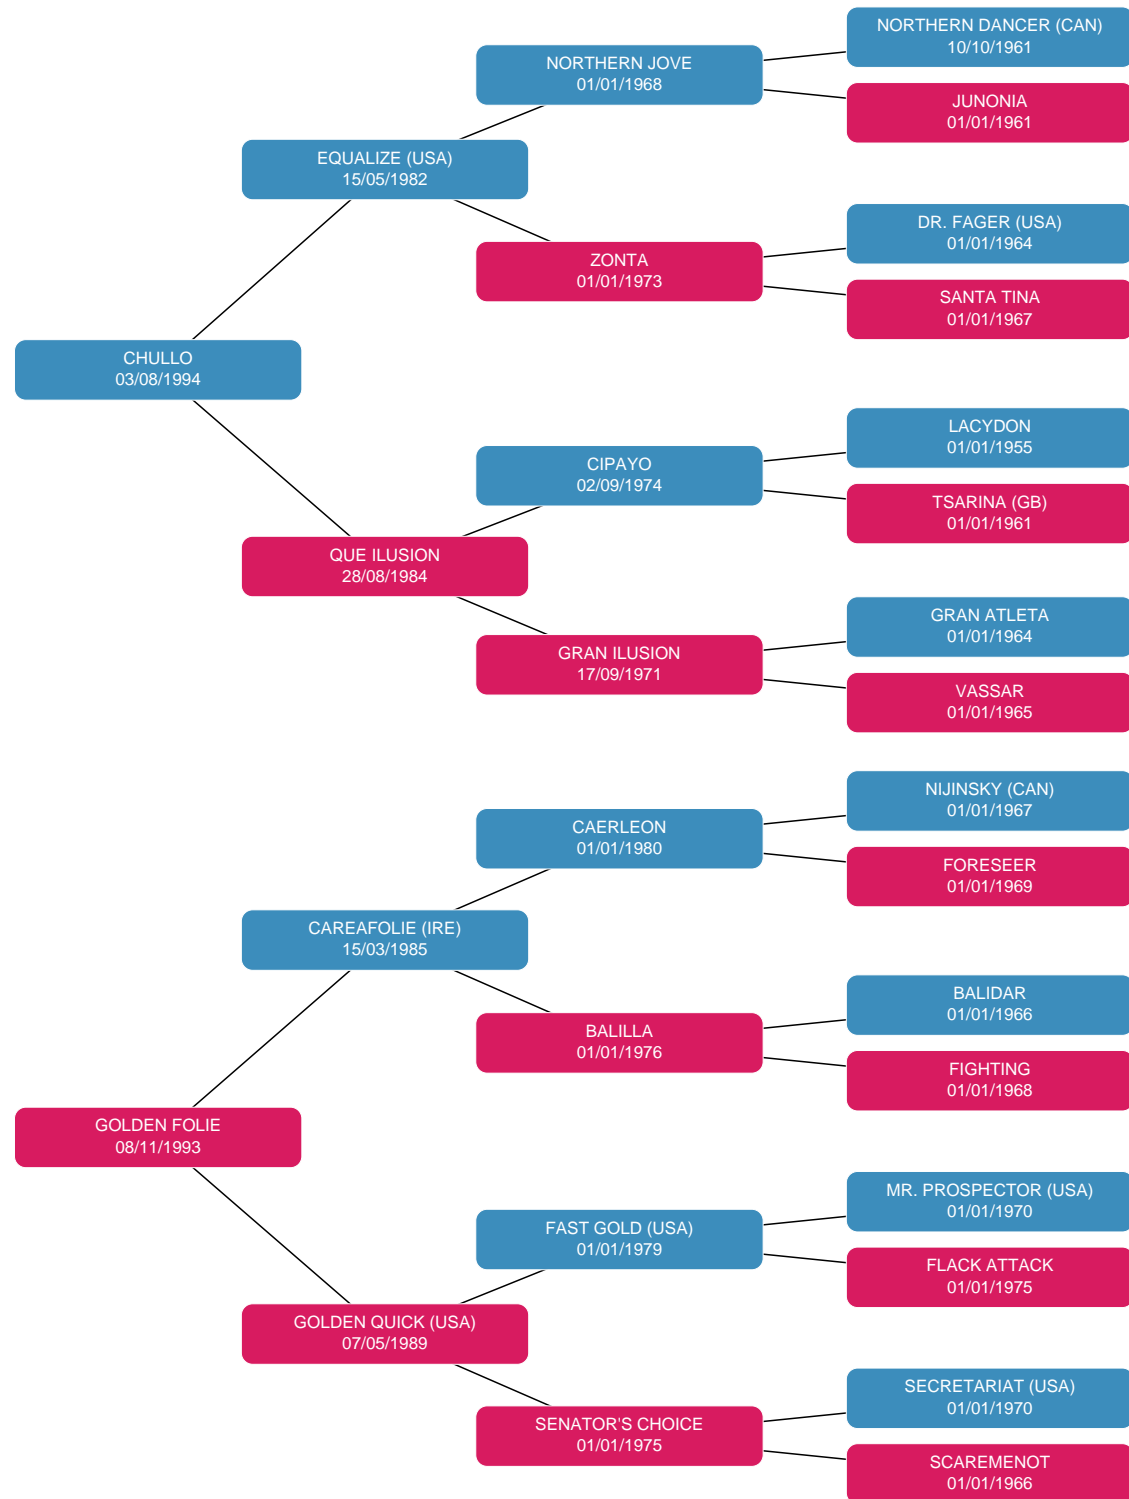 NORTHERN DANCER (CAN)
10/10/1961
NORTHERN JOVE
01/01/1968
JUNONIA
01/01/1961
EQUALIZE (USA)
15/05/1982
DR. FAGER (USA)
01/01/1964
ZONTA
01/01/1973
SANTA TINA
01/01/1967
CHULLO
03/08/1994
LACYDON
01/01/1955
CIPAYO
02/09/1974
TSARINA (GB)
01/01/1961
QUE ILUSION
28/08/1984
GRAN ATLETA
01/01/1964
GRAN ILUSION
17/09/1971
VASSAR
01/01/1965
NIJINSKY (CAN)
01/01/1967
CAERLEON
01/01/1980
FORESEER
01/01/1969
CAREAFOLIE (IRE)
15/03/1985
BALIDAR
01/01/1966
BALILLA
01/01/1976
FIGHTING
01/01/1968
GOLDEN FOLIE
08/11/1993
MR. PROSPECTOR (USA)
01/01/1970
FAST GOLD (USA)
01/01/1979
FLACK ATTACK
01/01/1975
GOLDEN QUICK (USA)
07/05/1989
SECRETARIAT (USA)
01/01/1970
SENATOR'S CHOICE
01/01/1975
SCAREMENOT
01/01/1966